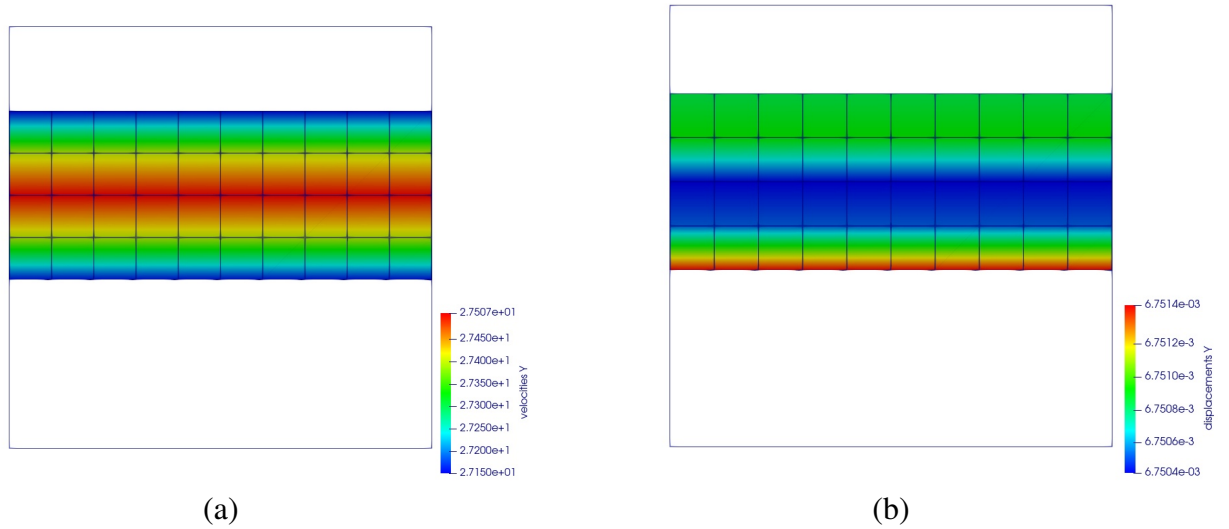 2.7507e+01
2.7450e+1
2.7400e+1
2.7350e+1
2.7300e+1
2.7250e+1
2.7200e+1
2.7150e+01
velocities Y
(a)
6.7514e-03
6.7512e-3
6.7510e-3
6.7508e-3
6.7506e-3
6.7504e-03
displacements Y
(b)